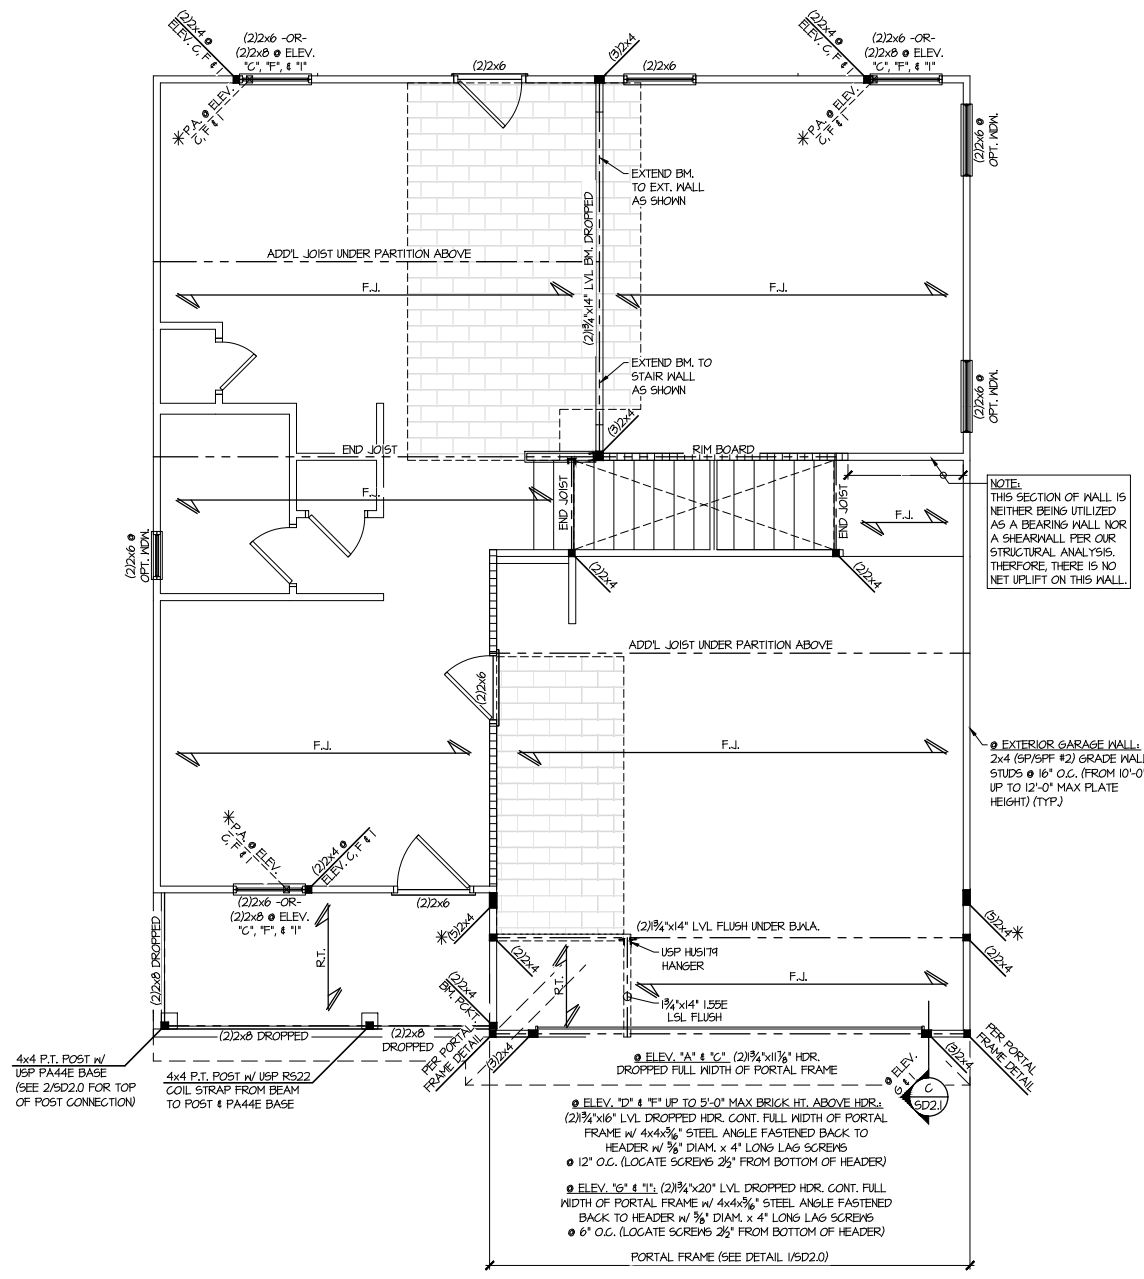 (2)2x4 @
ELEV. C, F & I
(2)2x6 -OR-
(2)2x8 @ ELEV.
"C", "F", & "I"
(2)2x6
(3)2x4
(2)2x6
(2)2x4 @
ELEV. C, F & I
(2)2x6 -OR-
(2)2x8 @ ELEV.
"C", "F", & "I"
P.A. @ ELEV.
C, F & I
P.A. @ ELEV.
C, F & I
(2)2x6 @
OPT. WDW.
EXTEND BM.
TO EXT. WALL
AS SHOWN
(2)1¾"x14" LVL BM. DROPPED
ADD'L JOIST UNDER PARTITION ABOVE
F.J.
F.J.
EXTEND BM. TO
STAIR WALL
AS SHOWN
(2)2x6 @
OPT. WDW.
(3)2x4
END JOIST
RIM BOARD
F.J.
END JOIST
END JOIST
F.J.
NOTE:
THIS SECTION OF WALL IS
NEITHER BEING UTILIZED
AS A BEARING WALL NOR
A SHEARWALL PER OUR
STRUCTURAL ANALYSIS.
THERFORE, THERE IS NO
NET UPLIFT ON THIS WALL.
(2)2x6 @
OPT. WDW.
(2)2x4
(2)2x4
ADD'L JOIST UNDER PARTITION ABOVE
(2)2x6
F.J.
F.J.
@ EXTERIOR GARAGE WALL:
2x4 (SP/SPF #2) GRADE WALL
STUDS @ 16" O.C. (FROM 10'-0"
UP TO 12'-0" MAX PLATE
HEIGHT) (TYP.)
P.A. @ ELEV.
C, F & I
(2)2x4 @
ELEV. C, F & I
(2)2x6 -OR-
(2)2x8 @ ELEV.
"C", "F", & "I"
(2)2x6
(2)2x8 DROPPED
R.T.
(5)2x4
(2)2x4
(2)1¾"x14" LVL FLUSH UNDER B.W.A.
(5)2x4
(2)2x4
USP HUS179
HANGER
R.T.
F.J.
1¾"x14" 1.55E
LSL FLUSH
(2)2x4
BM. PCKT.
(2)2x8 DROPPED
(2)2x8
DROPPED
PER PORTAL
FRAME DETAIL
(3)2x4
(3)2x4
PER PORTAL
FRAME DETAIL
4x4 P.T. POST W/
USP PA44E BASE
(SEE 2/SD2.0 FOR TOP
OF POST CONNECTION)
4x4 P.T. POST W/ USP RS22
COIL STRAP FROM BEAM
TO POST & PA44E BASE
@ ELEV. "A" & "C" (2)1¾"x11⅞" HDR.
DROPPED FULL WIDTH OF PORTAL FRAME
@ ELEV.
G & I
C
SD2.1
@ ELEV. "D" & "F" UP TO 5'-0" MAX BRICK HT. ABOVE HDR.:
(2)1¾"x16" LVL DROPPED HDR. CONT. FULL WIDTH OF PORTAL
FRAME W/ 4x4x5/16" STEEL ANGLE FASTENED BACK TO
HEADER W/ ⅝" DIAM. x 4" LONG LAG SCREWS
@ 12" O.C. (LOCATE SCREWS 2½" FROM BOTTOM OF HEADER)
@ ELEV. "G" & "I": (2)1¾"x20" LVL DROPPED HDR. CONT. FULL
WIDTH OF PORTAL FRAME W/ 4x4x5/16" STEEL ANGLE FASTENED
BACK TO HEADER W/ ⅝" DIAM. x 4" LONG LAG SCREWS
@ 6" O.C. (LOCATE SCREWS 2½" FROM BOTTOM OF HEADER)
PORTAL FRAME (SEE DETAIL 1/SD2.0)